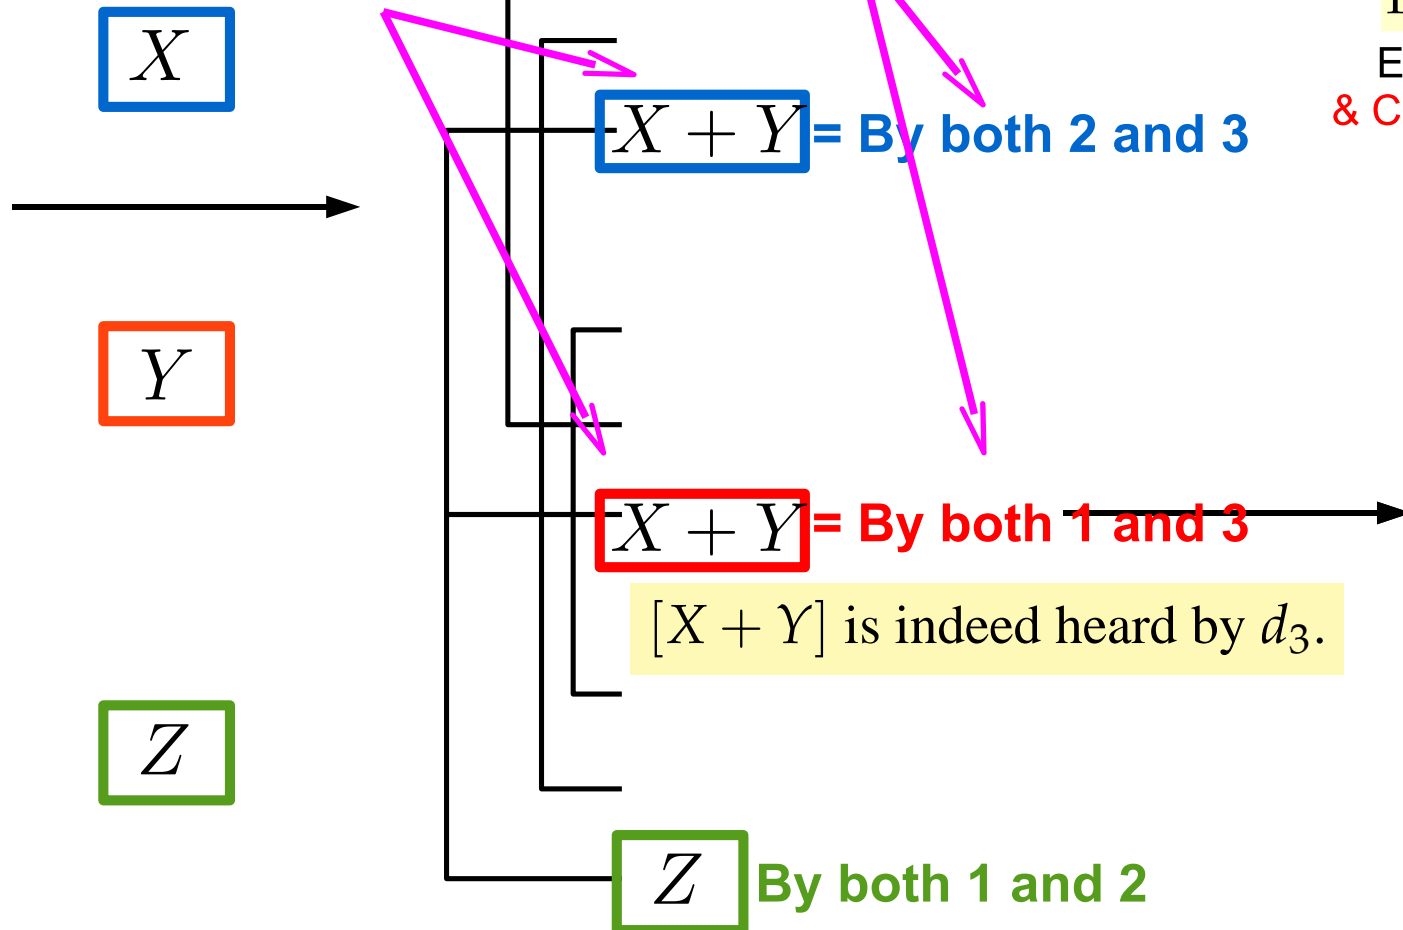 X
E
& C
X + Y = By both 2 and 3
Y
X + Y = By both 1 and 3
[X + Y] is indeed heard by d₃.
Z
Z By both 1 and 2